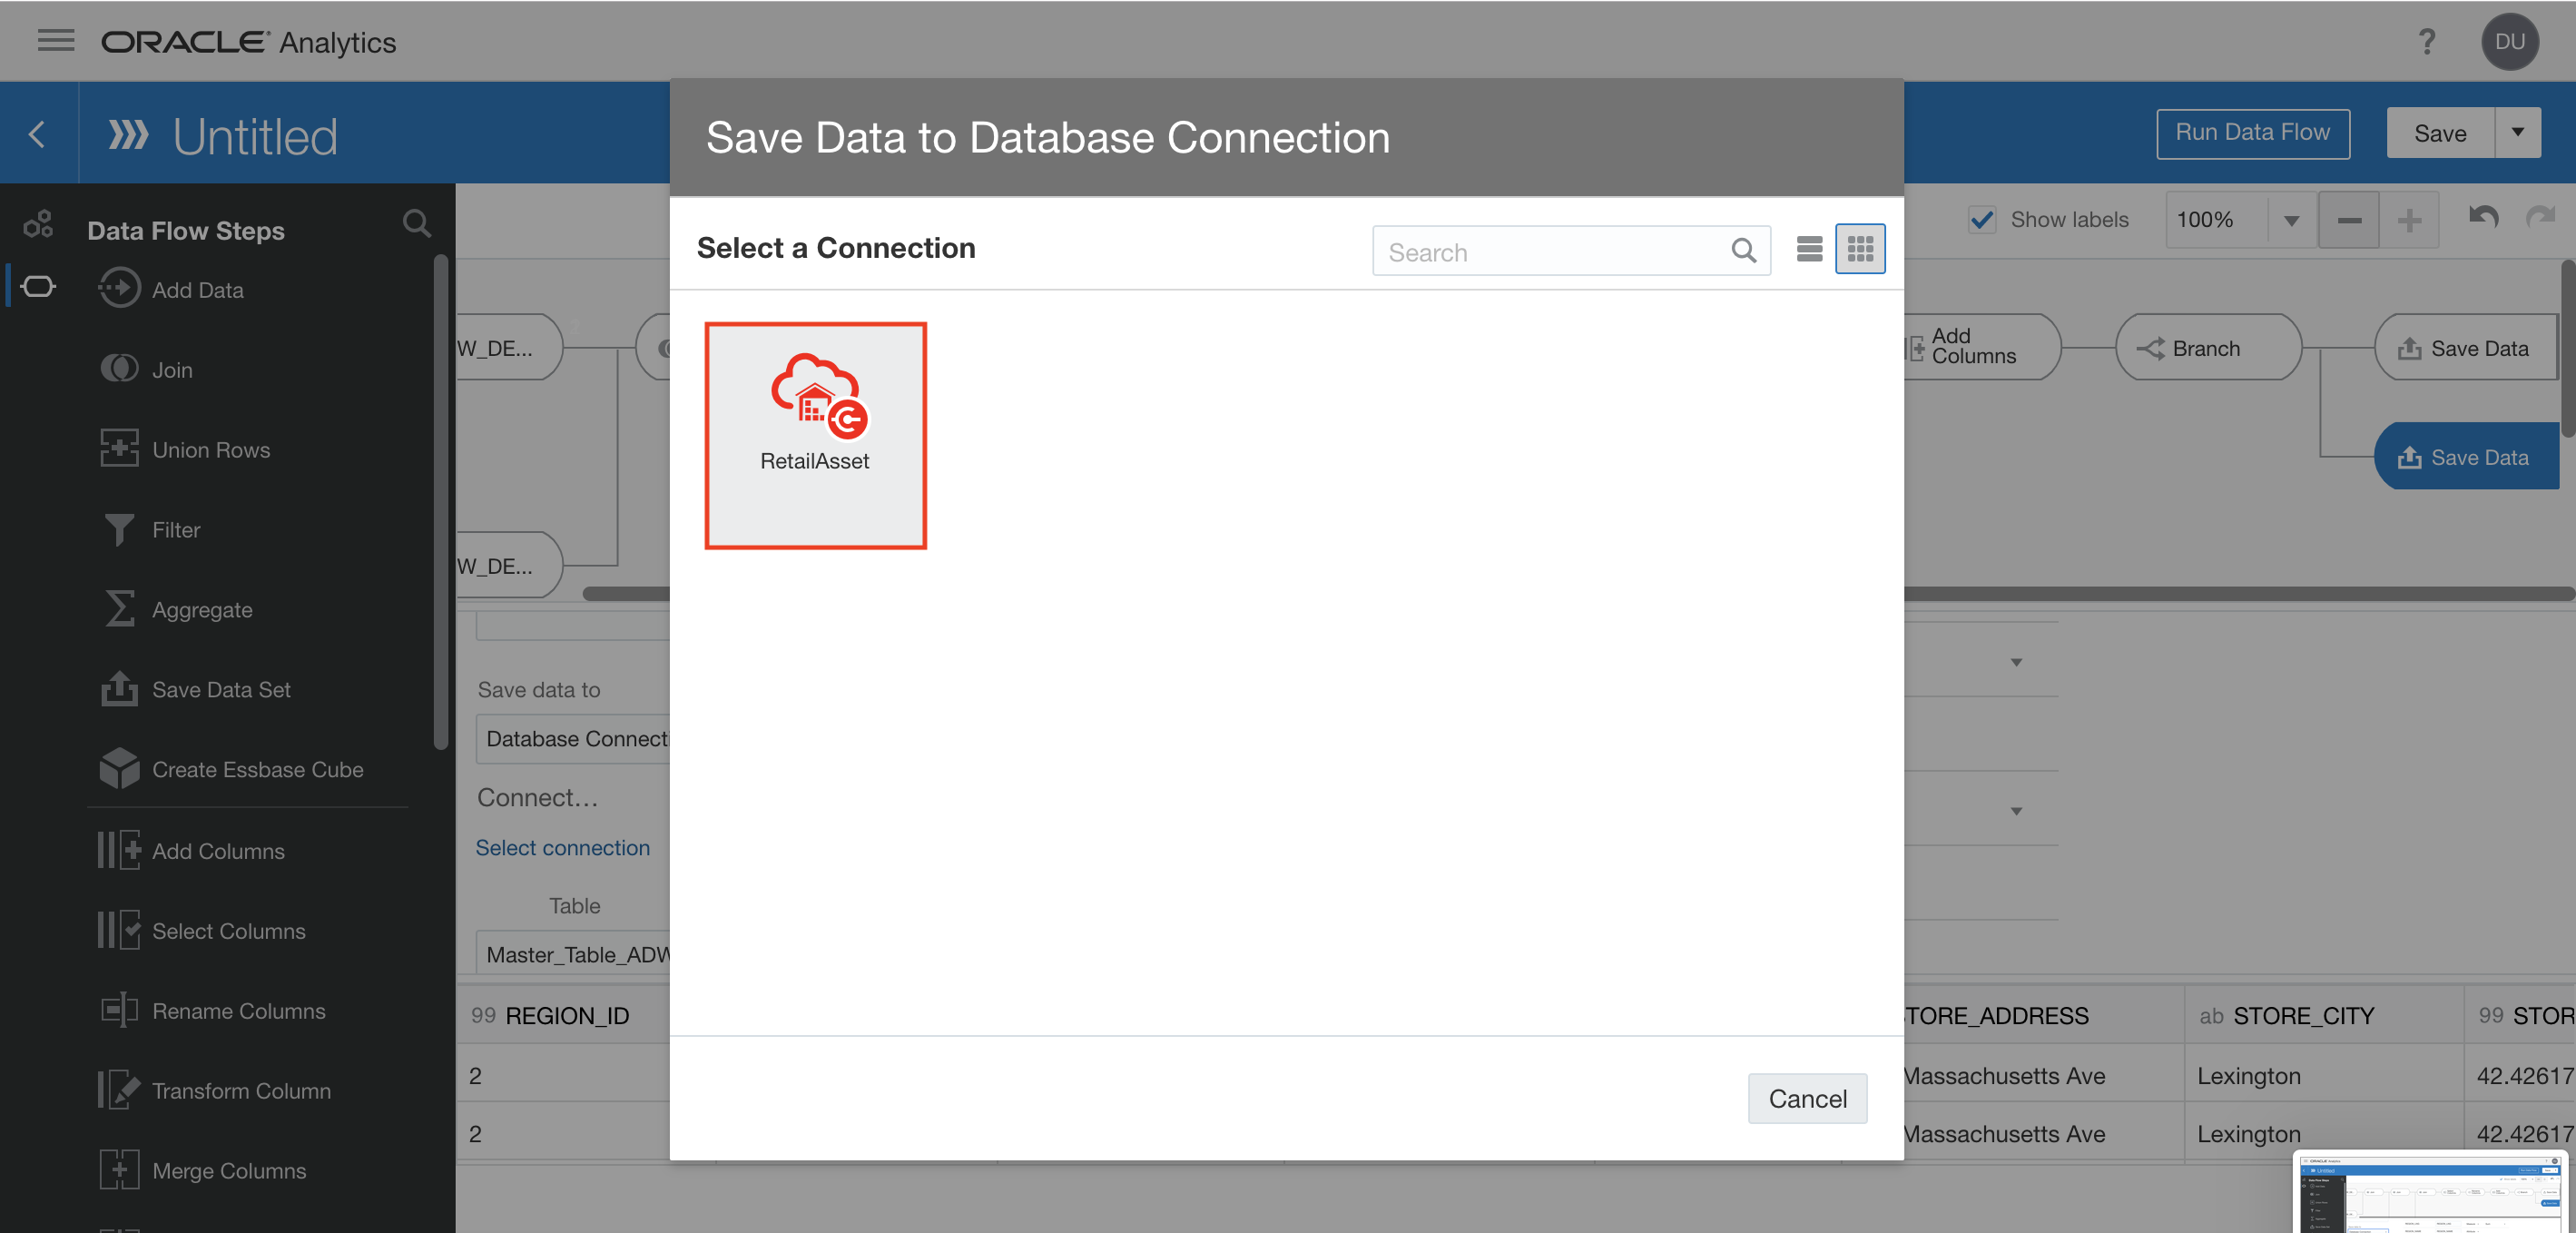 ORACLE Analytics
?
DU
Untitled
Run Data Flow
Save
Save Data to Database Connection
Select a Connection
Search
RetailAsset
Cancel
Data Flow Steps
Add Data
Join
Union Rows
Filter
Aggregate
Save Data Set
Create Essbase Cube
Add Columns
Select Columns
Rename Columns
Transform Column
Merge Columns
Show labels
100%
W_DE...
Add
Columns
Branch
Save Data
Save Data
W_DE...
Save data to
Database Connect
Connect...
Select connection
Table
Master_Table_ADW
99 REGION_ID
TORE_ADDRESS
ab STORE_CITY
99 STOR
2
Massachusetts Ave
Lexington
42.42617
2
Massachusetts Ave
Lexington
42.42617